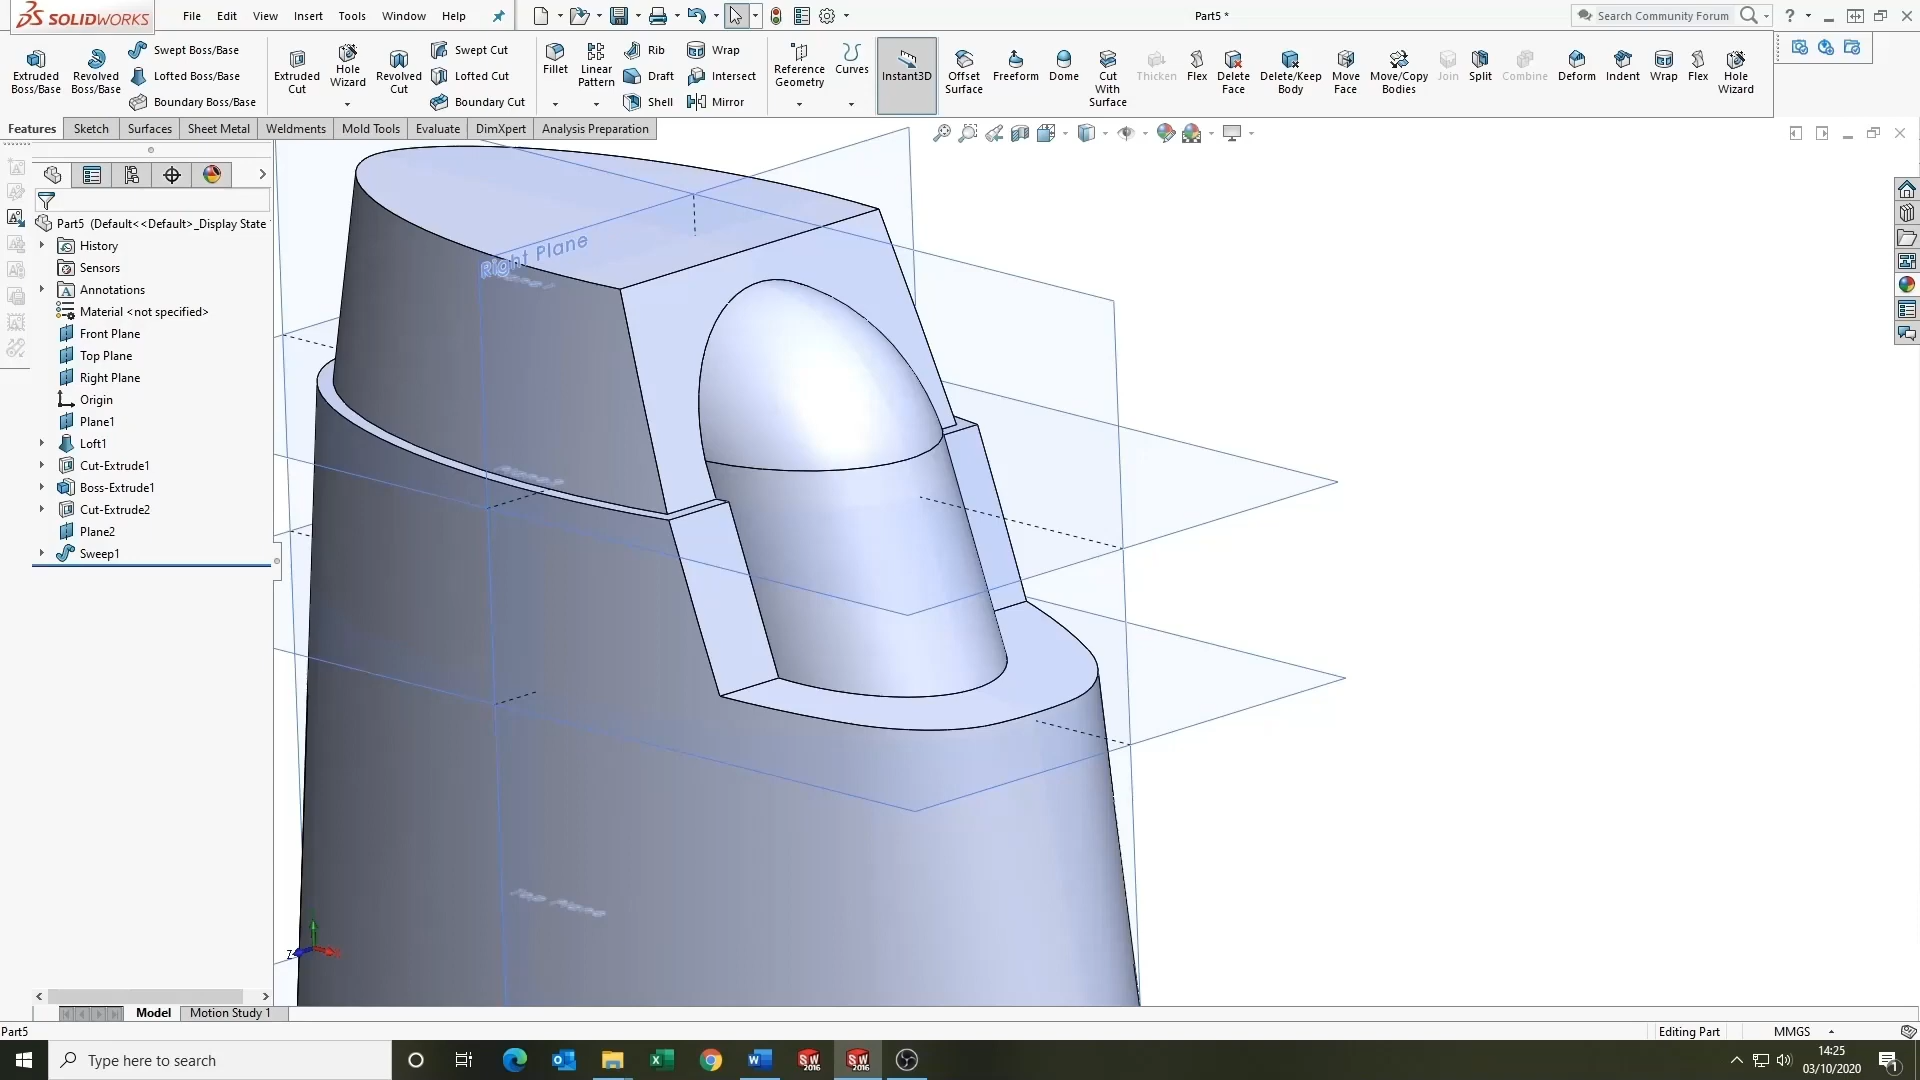 SOLIDWORKS File Edit View Insert Tools Window Help Part5 * Search Community Forum ?
Extruded Boss/Base
Revolved Boss/Base
Swept Boss/Base
Lofted Boss/Base
Boundary Boss/Base
Extruded Cut
Hole Wizard
Revolved Cut
Swept Cut
Lofted Cut
Boundary Cut
Fillet
Linear Pattern
Rib
Draft
Shell
Wrap
Intersect
Mirror
Reference Geometry
Curves
Instant3D
Offset Surface
Freeform
Dome
Cut With Surface
Thicken
Flex
Delete Face
Delete/Keep Body
Move Face
Move/Copy Bodies
Join
Split
Combine
Deform
Indent
Wrap
Flex
Hole Wizard
Features Sketch Surfaces Sheet Metal Weldments Mold Tools Evaluate DimXpert Analysis Preparation
Part5 (Default<<Default>_Display State
History
Sensors
Annotations
Material <not specified>
Front Plane
Top Plane
Right Plane
Origin
Plane1
Loft1
Cut-Extrude1
Boss-Extrude1
Cut-Extrude2
Plane2
Sweep1
Right Plane
Top Plane
Z
Model Motion Study 1
Part5 Editing Part MMGS
Type here to search
SW 2016
SW 2016
14:25
03/10/2020
1